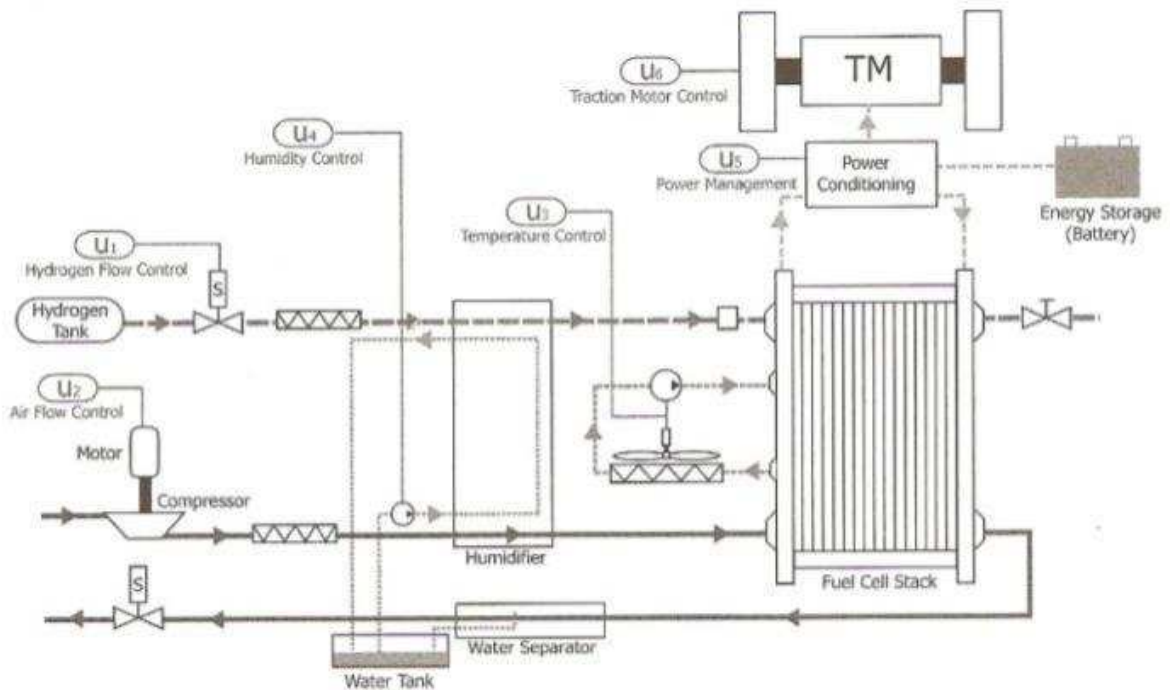 u6
TM
Traction Motor Control
u4
Humidity Control
u5
Power Management
Power
Conditioning
Energy Storage
(Battery)
u3
Temperature Control
u1
Hydrogen Flow Control
S
Hydrogen
Tank
u2
Air Flow Control
Motor
Compressor
Humidifier
Fuel Cell Stack
S
Water Separator
Water Tank